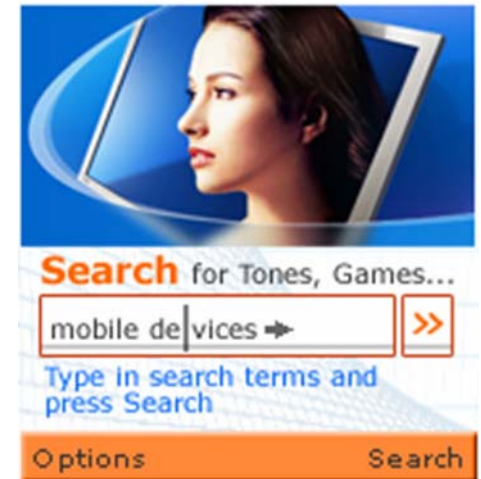 Search for Tones, Games...
mobile devices
Type in search terms and
press Search
Options Search